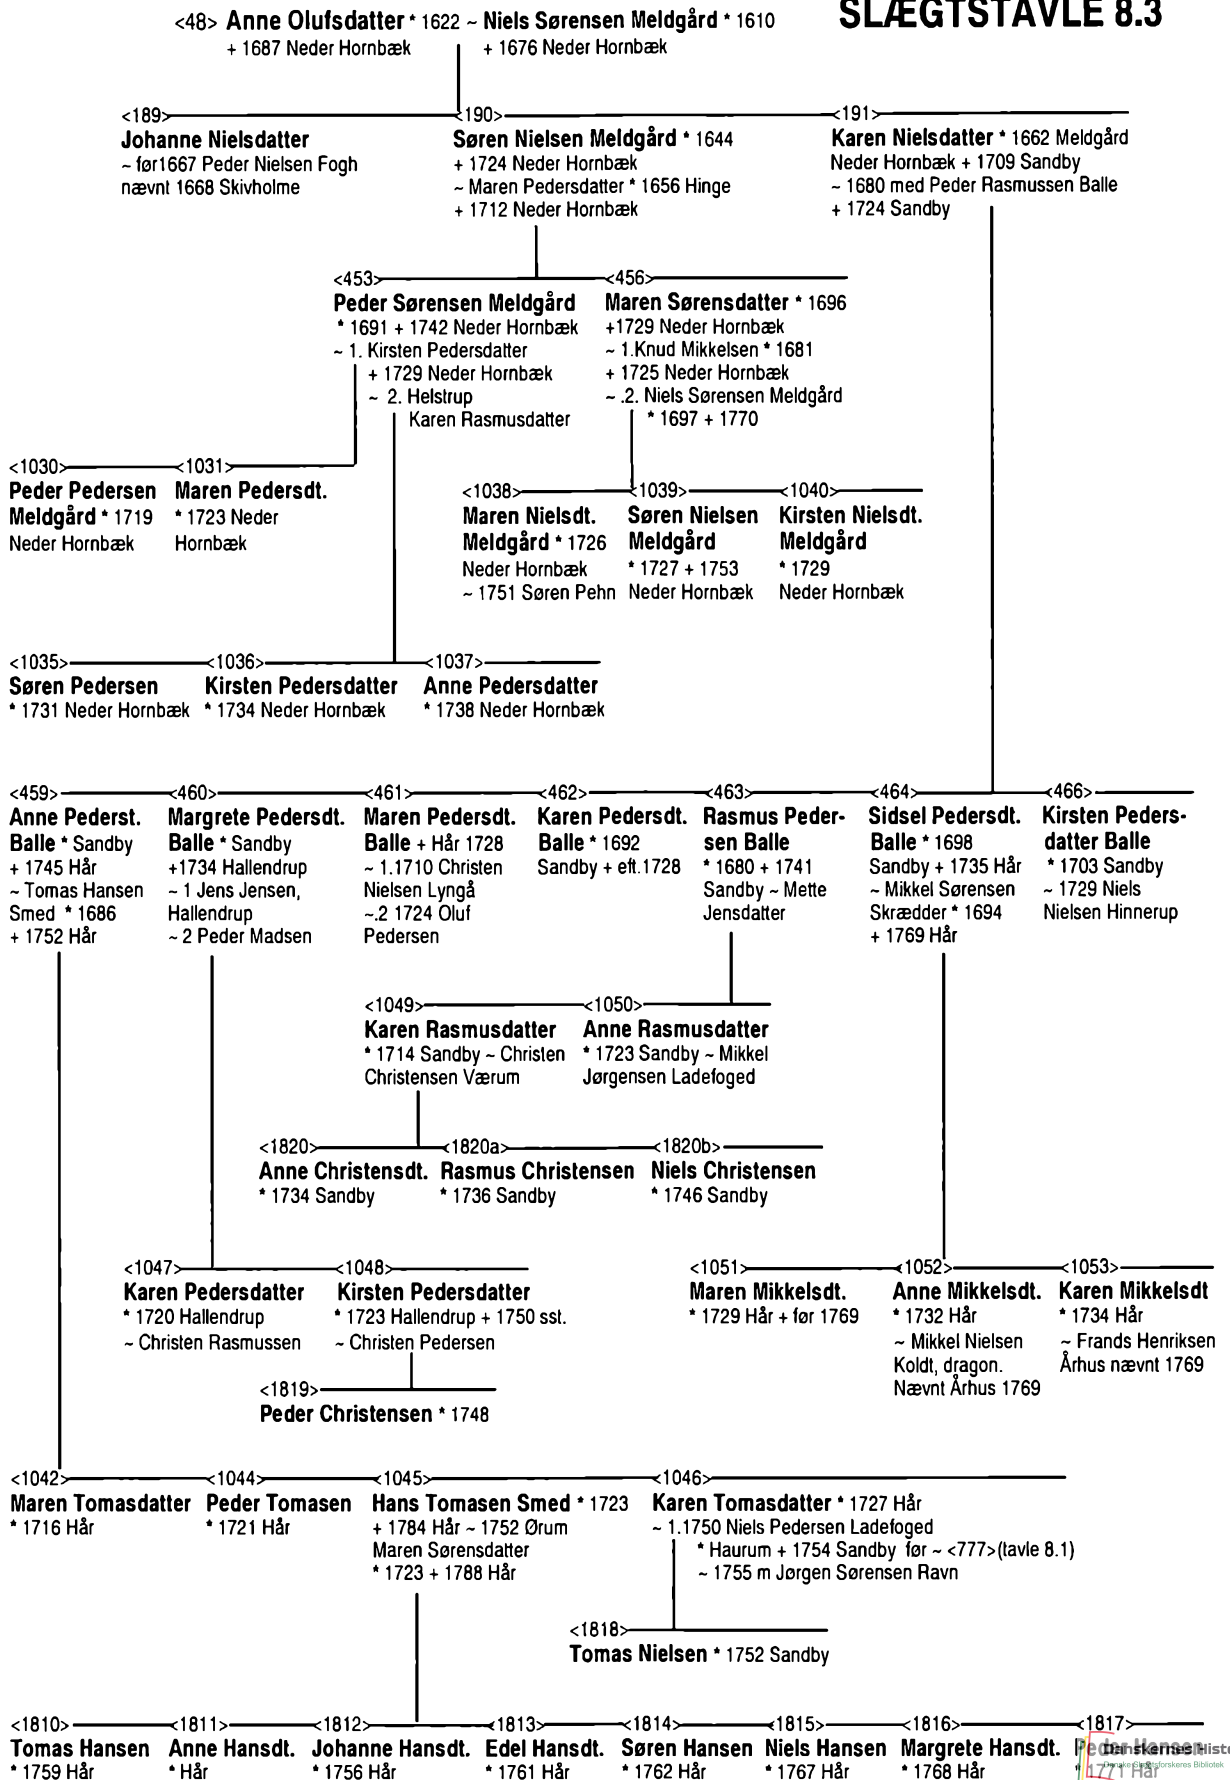 SLÆGTSTAVLE 8.3
<48> Anne Olufsdatter * 1622 ~ Niels Sørensen Meldgård * 1610
+ 1687 Neder Hornbæk + 1676 Neder Hornbæk
<189>
Johanne Nielsdatter
~ før1667 Peder Nielsen Fogh
nævnt 1668 Skivholme
<190>
Søren Nielsen Meldgård * 1644
+ 1724 Neder Hornbæk
~ Maren Pedersdatter * 1656 Hinge
+ 1712 Neder Hornbæk
<191>
Karen Nielsdatter * 1662 Meldgård
Neder Hornbæk + 1709 Sandby
~ 1680 med Peder Rasmussen Balle
+ 1724 Sandby
<453>
Peder Sørensen Meldgård
* 1691 + 1742 Neder Hornbæk
~ 1. Kirsten Pedersdatter
+ 1729 Neder Hornbæk
~ 2. Helstrup
Karen Rasmusdatter
<456>
Maren Sørensdatter * 1696
+1729 Neder Hornbæk
~ 1.Knud Mikkelsen * 1681
+ 1725 Neder Hornbæk
~ .2. Niels Sørensen Meldgård
* 1697 + 1770
<1030>
Peder Pedersen
Meldgård * 1719
Neder Hornbæk
<1031>
Maren Pedersdt.
* 1723 Neder
Hornbæk
<1038>
Maren Nielsdt.
Meldgård * 1726
Neder Hornbæk
~ 1751 Søren Pehn
<1039>
Søren Nielsen
Meldgård
* 1727 + 1753
Neder Hornbæk
<1040>
Kirsten Nielsdt.
Meldgård
* 1729
Neder Hornbæk
<1035>
Søren Pedersen
* 1731 Neder Hornbæk
<1036>
Kirsten Pedersdatter
* 1734 Neder Hornbæk
<1037>
Anne Pedersdatter
* 1738 Neder Hornbæk
<459>
Anne Pederst.
Balle * Sandby
+ 1745 Hår
~ Tomas Hansen
Smed * 1686
+ 1752 Hår
<460>
Margrete Pedersdt.
Balle * Sandby
+1734 Hallendrup
~ 1 Jens Jensen,
Hallendrup
~ 2 Peder Madsen
<461>
Maren Pedersdt.
Balle + Hår 1728
~ 1.1710 Christen
Nielsen Lyngå
~.2 1724 Oluf
Pedersen
<462>
Karen Pedersdt.
Balle * 1692
Sandby + eft.1728
<463>
Rasmus Peder-
sen Balle
* 1680 + 1741
Sandby ~ Mette
Jensdatter
<464>
Sidsel Pedersdt.
Balle * 1698
Sandby + 1735 Hår
~ Mikkel Sørensen
Skrædder * 1694
+ 1769 Hår
<466>
Kirsten Peders-
datter Balle
* 1703 Sandby
~ 1729 Niels
Nielsen Hinnerup
<1049>
Karen Rasmusdatter
* 1714 Sandby ~ Christen
Christensen Værum
<1050>
Anne Rasmusdatter
* 1723 Sandby ~ Mikkel
Jørgensen Ladefoged
<1820>
Anne Christensdt.
* 1734 Sandby
<1820a>
Rasmus Christensen
* 1736 Sandby
<1820b>
Niels Christensen
* 1746 Sandby
<1047>
Karen Pedersdatter
* 1720 Hallendrup
~ Christen Rasmussen
<1048>
Kirsten Pedersdatter
* 1723 Hallendrup + 1750 sst.
~ Christen Pedersen
<1051>
Maren Mikkelsdt.
* 1729 Hår + før 1769
<1052>
Anne Mikkelsdt.
* 1732 Hår
~ Mikkel Nielsen
Koldt, dragon.
Nævnt Århus 1769
<1053>
Karen Mikkelsdt
* 1734 Hår
~ Frands Henriksen
Århus nævnt 1769
<1819>
Peder Christensen * 1748
<1042>
Maren Tomasdatter
* 1716 Hår
<1044>
Peder Tomasen
* 1721 Hår
<1045>
Hans Tomasen Smed * 1723
+ 1784 Hår ~ 1752 Ørum
Maren Sørensdatter
* 1723 + 1788 Hår
<1046>
Karen Tomasdatter * 1727 Hår
~ 1.1750 Niels Pedersen Ladefoged
* Haurum + 1754 Sandby før ~ <777>(tavle 8.1)
~ 1755 m Jørgen Sørensen Ravn
<1818>
Tomas Nielsen * 1752 Sandby
<1810>
Tomas Hansen
* 1759 Hår
<1811>
Anne Hansdt.
* Hår
<1812>
Johanne Hansdt.
* 1756 Hår
<1813>
Edel Hansdt.
* 1761 Hår
<1814>
Søren Hansen
* 1762 Hår
<1815>
Niels Hansen
* 1767 Hår
<1816>
Margrete Hansdt.
* 1768 Hår
<1817>
Peder Hansen
* 1771 Hår